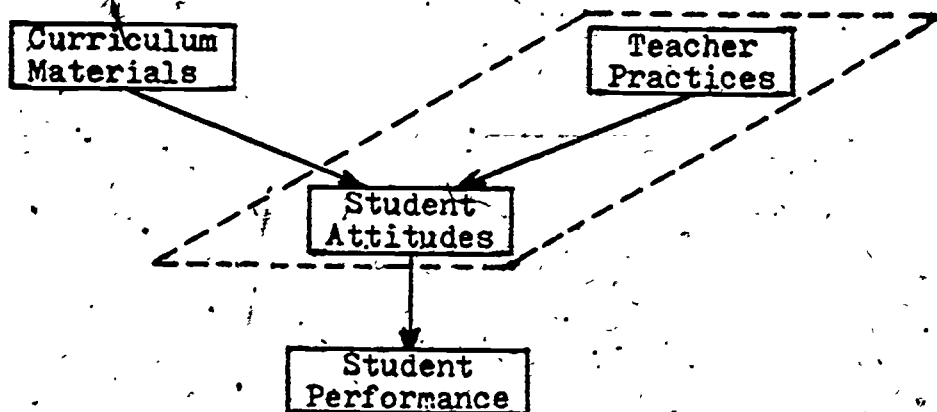 Curriculum
Materials
Teacher
Practices
Student
Attitudes
Student
Performance